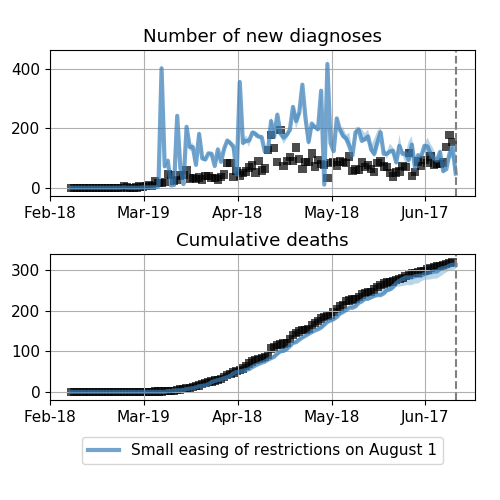 Number of new diagnoses
400
200
0
Feb-18 Mar-19 Apr-18 May-18 Jun-17
Cumulative deaths
300
200
100
0
Feb-18 Mar-19 Apr-18 May-18 Jun-17
Small easing of restrictions on August 1